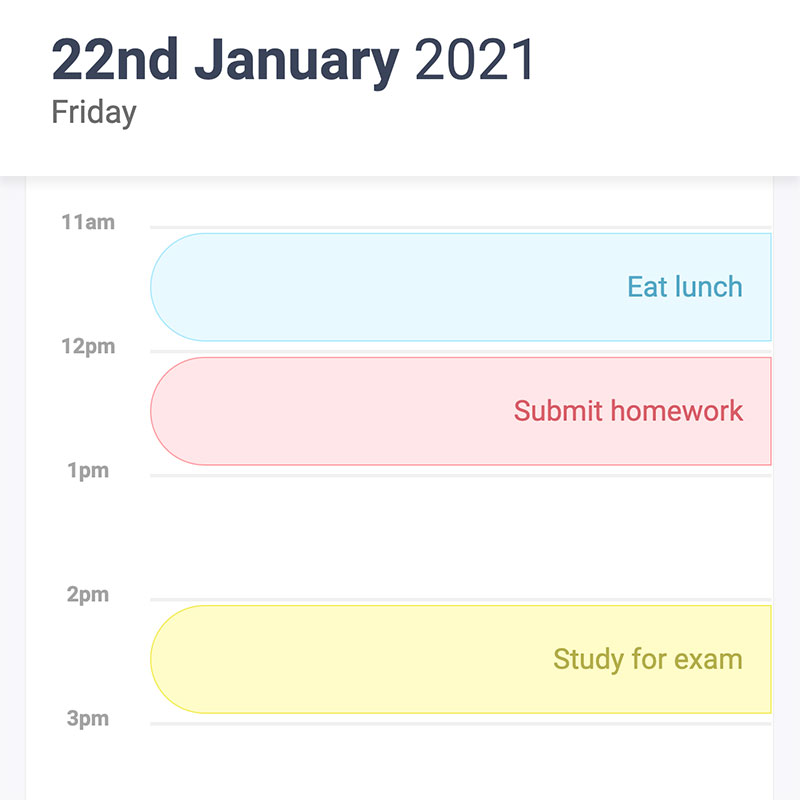 22nd January 2021
Friday
11am
Eat lunch
12pm
Submit homework
1pm
2pm
Study for exam
3pm